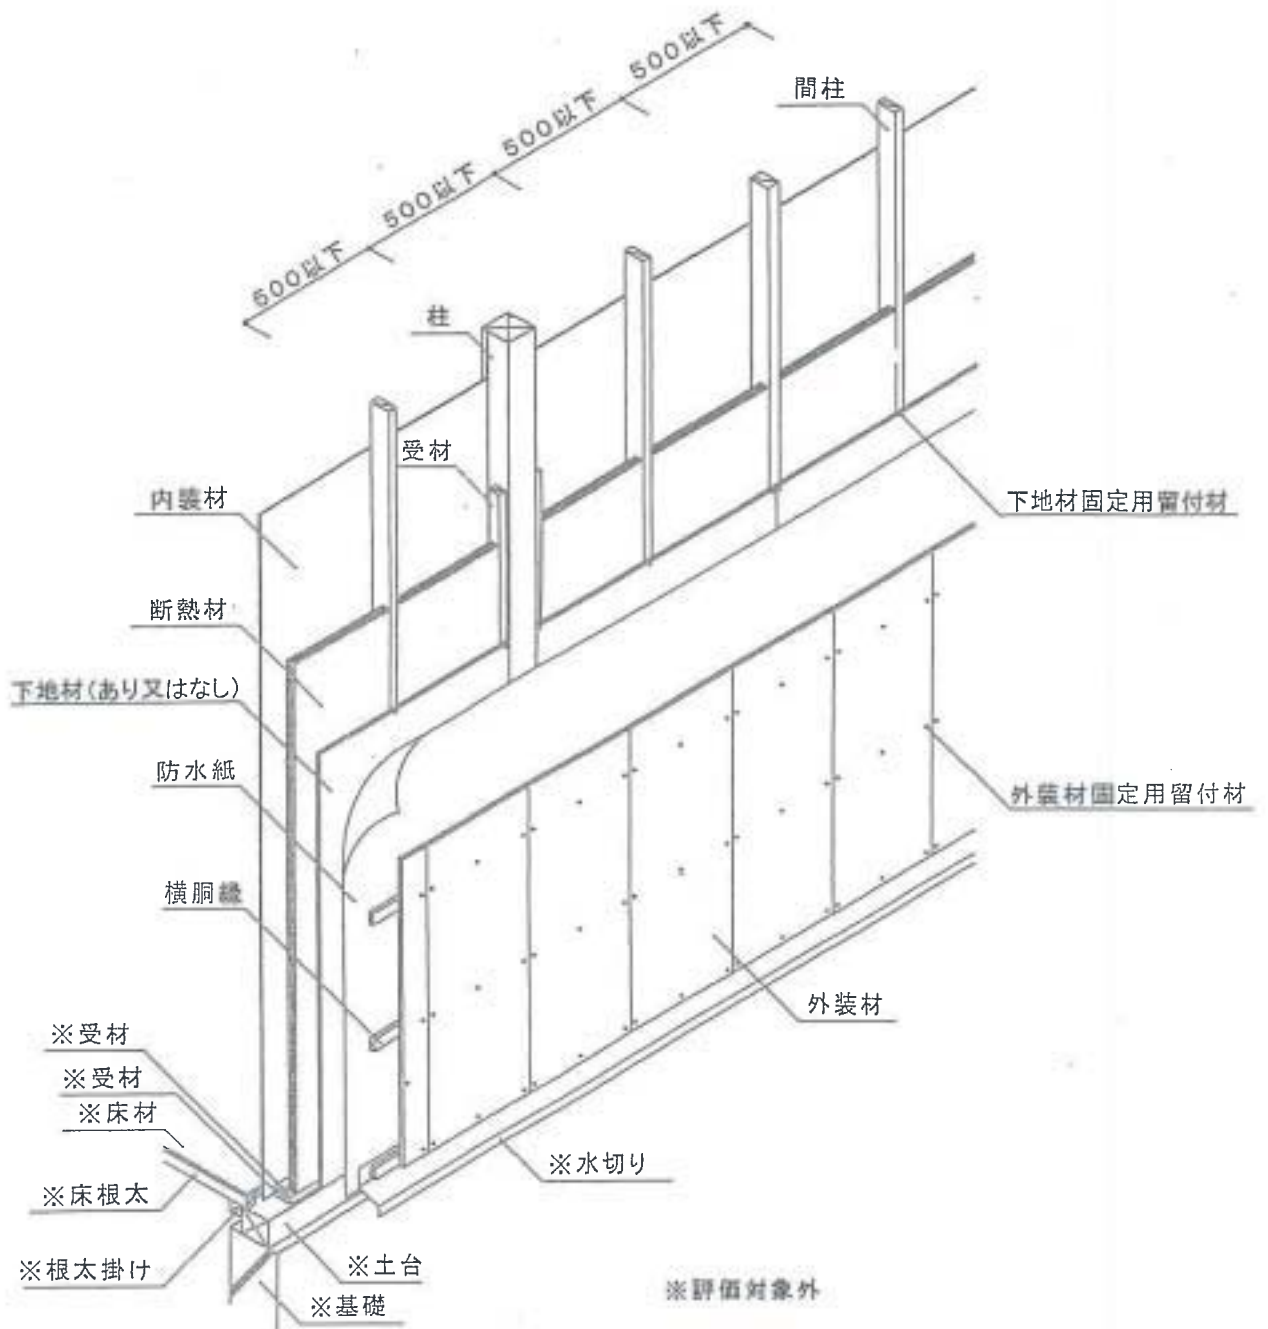 500以下
500以下
500以下
500以下
間柱
柱
受材
内装材
下地材固定用留付材
断熱材
下地材(あり又はなし)
防水紙
外装材固定用留付材
横胴縁
外装材
※受材
※受材
※床材
※水切り
※床根太
※根太掛け
※土台
※基礎
※評価対象外